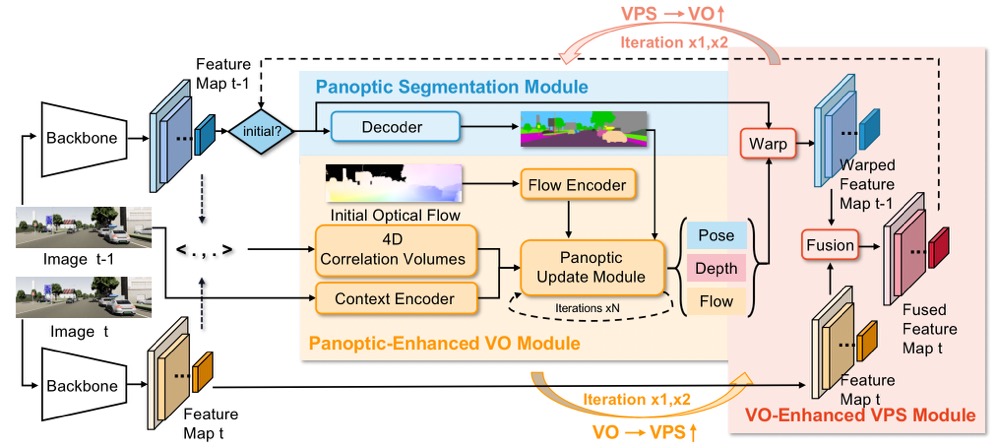 VPS → VO↑
Iteration x1,x2
Feature
Map t-1
Panoptic Segmentation Module
Backbone
initial?
Decoder
Warp
Warped
Feature
Map t-1
Flow Encoder
Initial Optical Flow
Image t-1
< . , . >
4D
Correlation Volumes
Context Encoder
Panoptic
Update Module
Iterations xN
Pose
Depth
Flow
Fusion
Fused
Feature
Map t
Image t
Panoptic-Enhanced VO Module
Backbone
Feature
Map t
Feature
Map t
Iteration x1,x2
VO → VPS↑
VO-Enhanced VPS Module